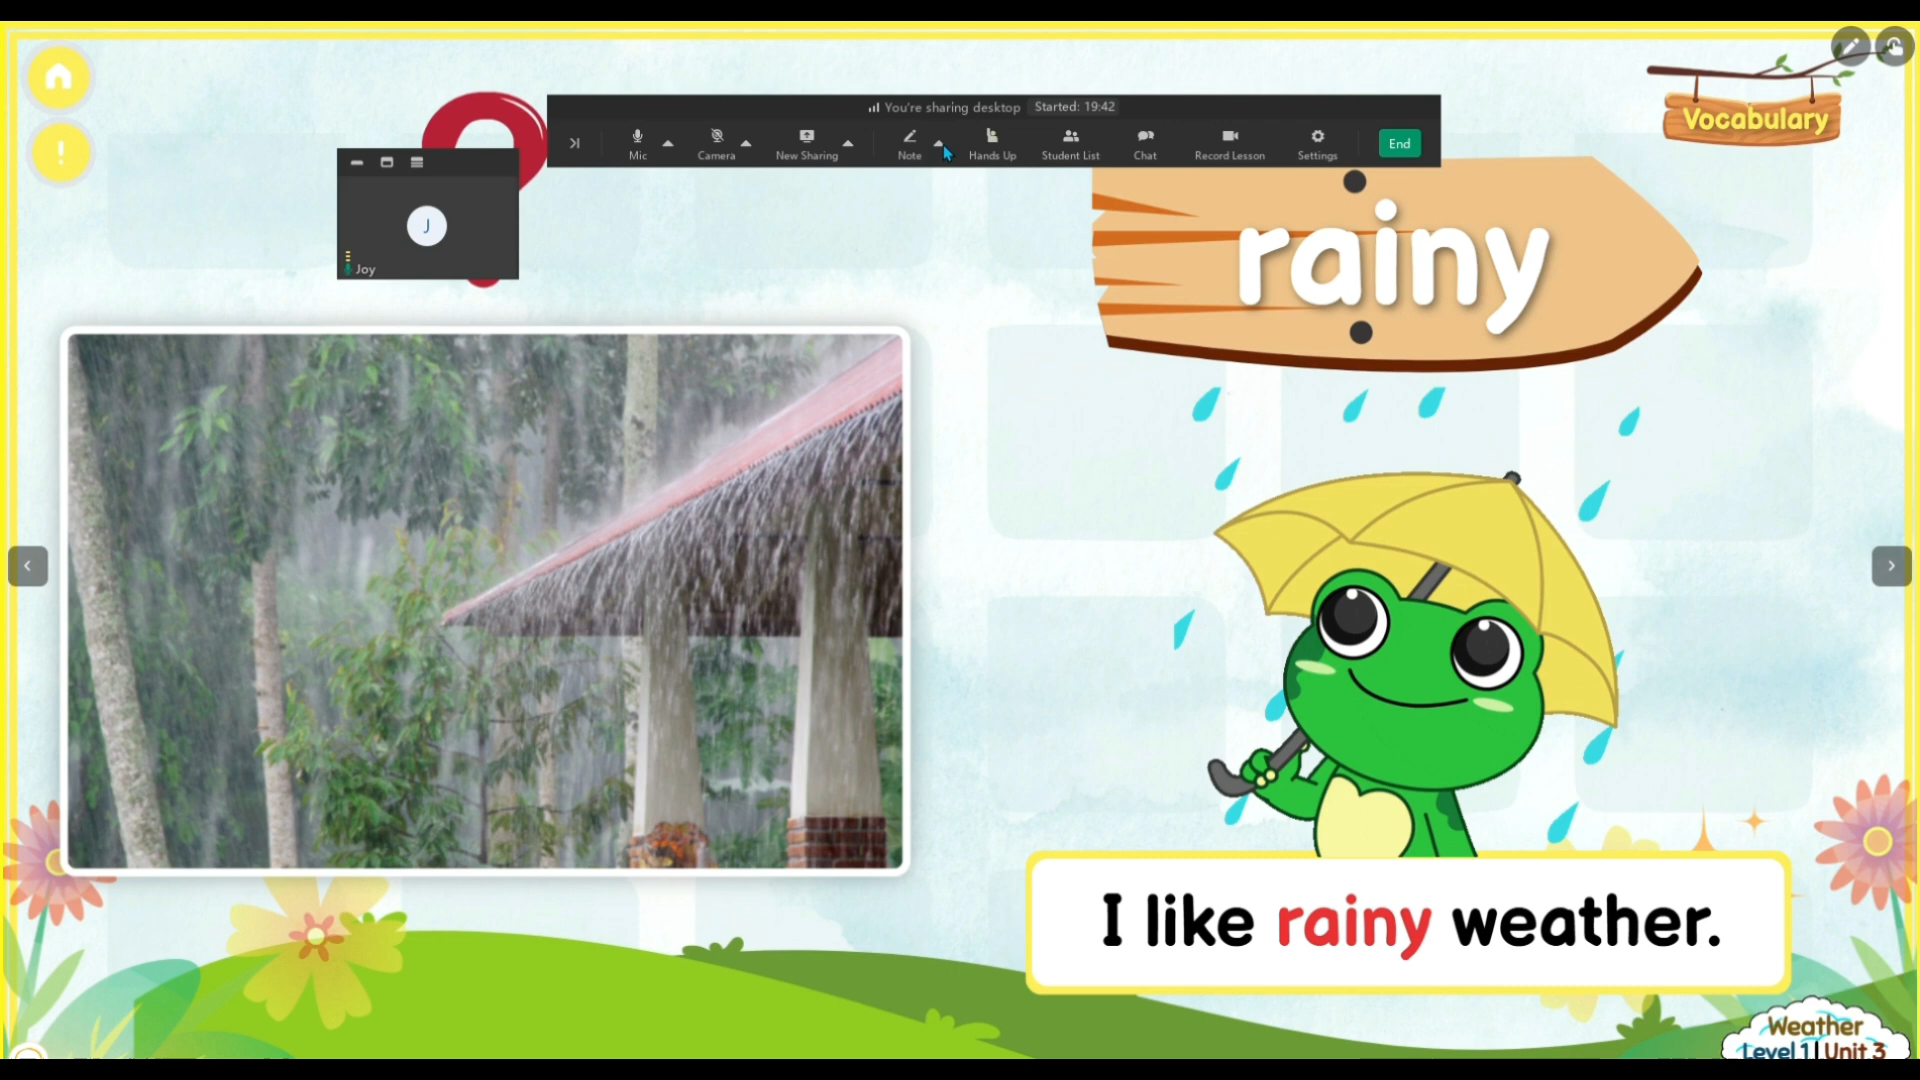 You're sharing desktop Started: 19:42
Mic Camera New Sharing Note Hands Up Student List Chat Record Lesson Settings End
Vocabulary
J
Joy
!
rainy
I like rainy weather.
Weather
Level 1 | Unit 3